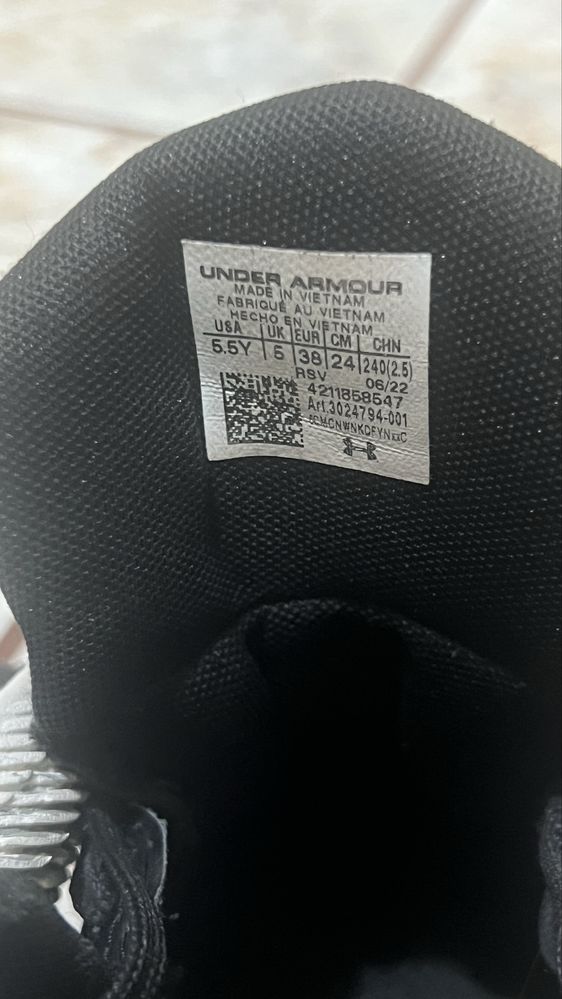 UNDER ARMOUR
MADE IN VIETNAM
FABRIQUÉ AU VIETNAM
HECHO EN VIETNAM
USA UK EUR CM CHN
5.5Y 5 38 24 240(2.5)
RSV 06/22
4211858547
Art.3024794-001